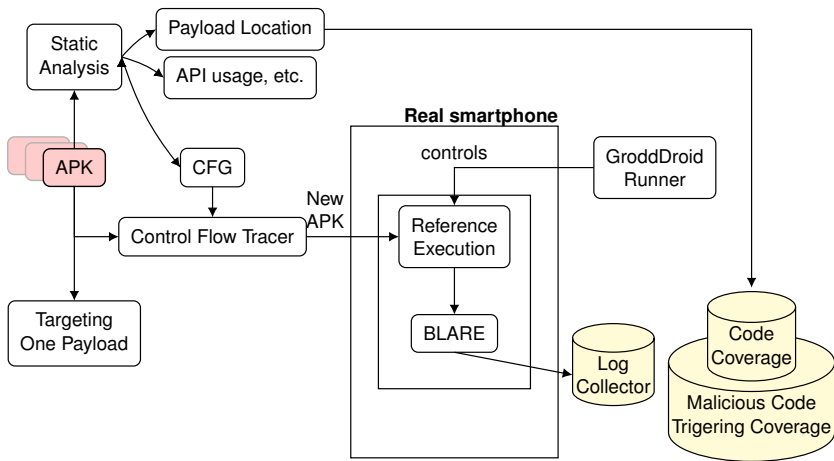 Payload Location
Static
Analysis
API usage, etc.
Real smartphone
APK
CFG
controls
GroddDroid
Runner
New
APK
Control Flow Tracer
Reference
Execution
Targeting
One Payload
BLARE
Log
Collector
Code
Coverage
Malicious Code
Trigering Coverage